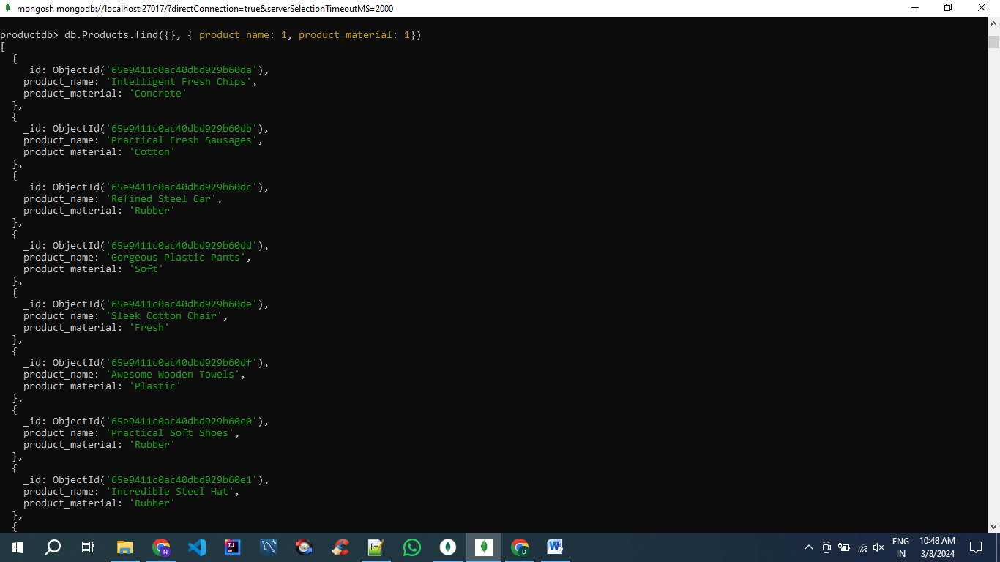 mongosh mongodb://localhost:27017/?directConnection=true&serverSelectionTimeoutMS=2000
productdb> db.Products.find({}, { product_name: 1, product_material: 1})
[
  {
    _id: ObjectId('65e9411c0ac40dbd929b60da'),
    product_name: 'Intelligent Fresh Chips',
    product_material: 'Concrete'
  },
  {
    _id: ObjectId('65e9411c0ac40dbd929b60db'),
    product_name: 'Practical Fresh Sausages',
    product_material: 'Cotton'
  },
  {
    _id: ObjectId('65e9411c0ac40dbd929b60dc'),
    product_name: 'Refined Steel Car',
    product_material: 'Rubber'
  },
  {
    _id: ObjectId('65e9411c0ac40dbd929b60dd'),
    product_name: 'Gorgeous Plastic Pants',
    product_material: 'Soft'
  },
  {
    _id: ObjectId('65e9411c0ac40dbd929b60de'),
    product_name: 'Sleek Cotton Chair',
    product_material: 'Fresh'
  },
  {
    _id: ObjectId('65e9411c0ac40dbd929b60df'),
    product_name: 'Awesome Wooden Towels',
    product_material: 'Plastic'
  },
  {
    _id: ObjectId('65e9411c0ac40dbd929b60e0'),
    product_name: 'Practical Soft Shoes',
    product_material: 'Rubber'
  },
  {
    _id: ObjectId('65e9411c0ac40dbd929b60e1'),
    product_name: 'Incredible Steel Hat',
    product_material: 'Rubber'
  },
  {
ENG
IN
10:48 AM
3/8/2024